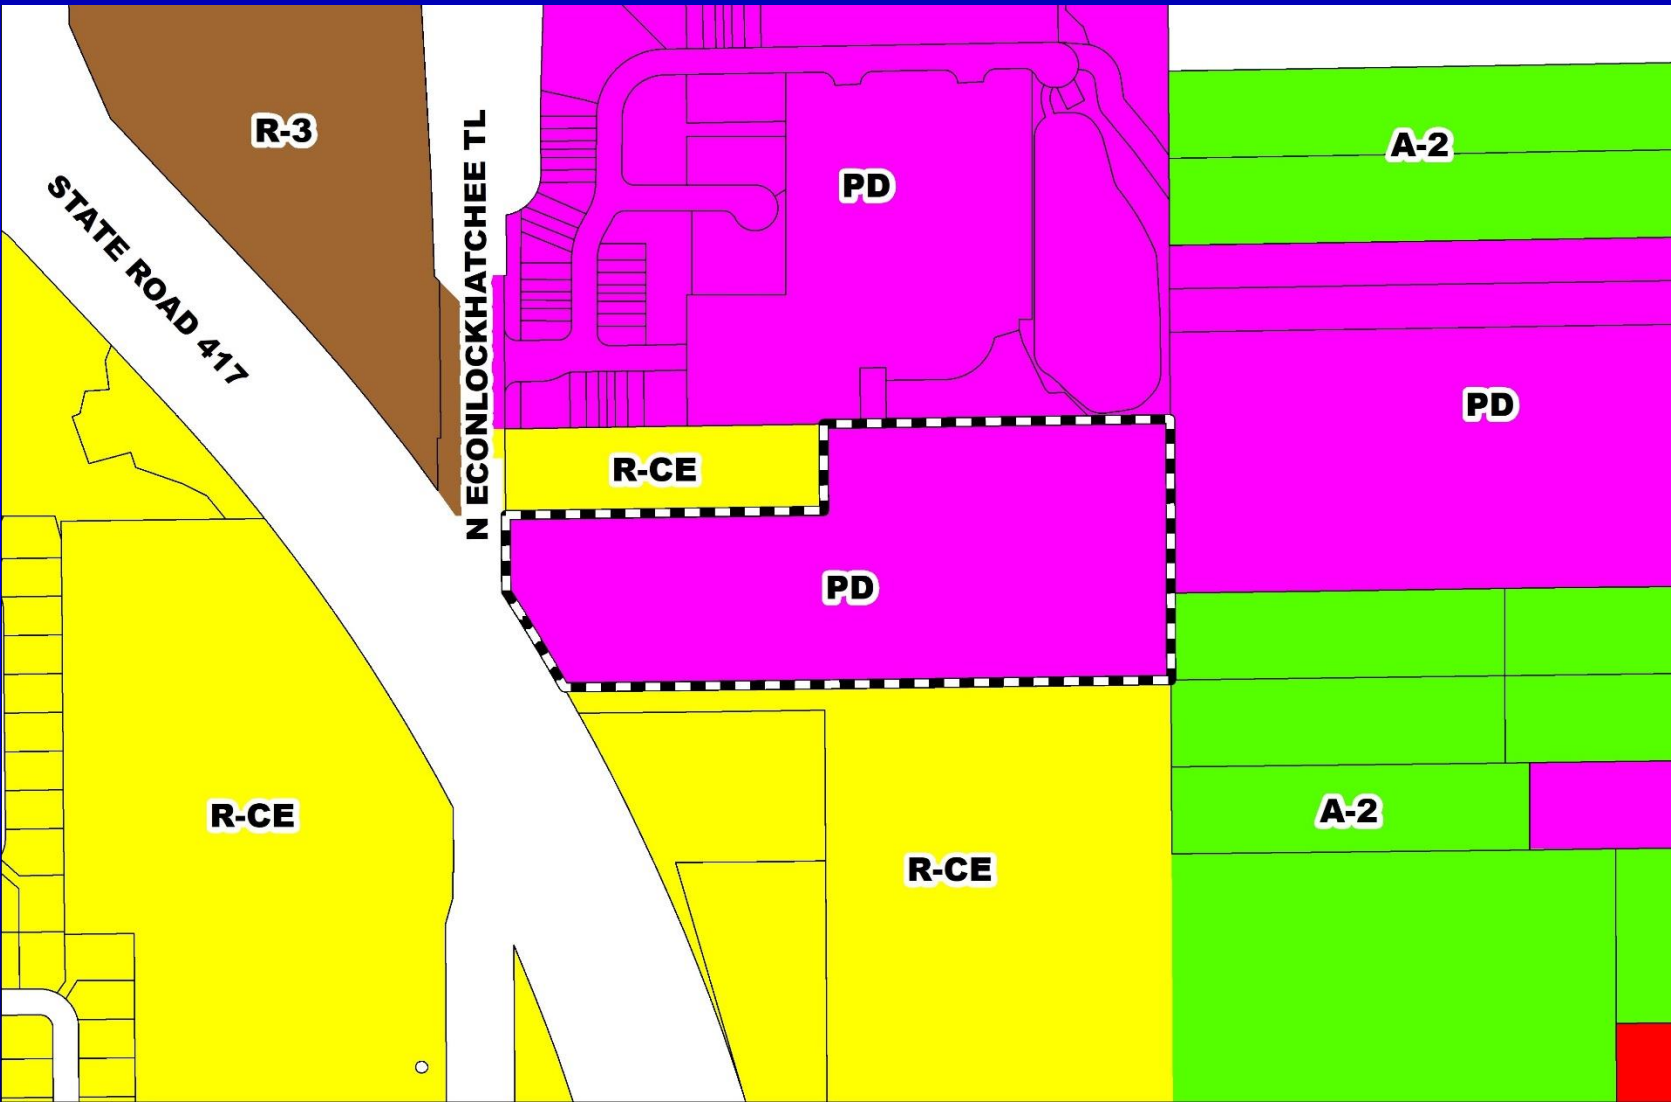 R-3
A-2
PD
STATE ROAD 417
N ECONLOCKHATCHEE TL
PD
R-CE
PD
R-CE
A-2
R-CE